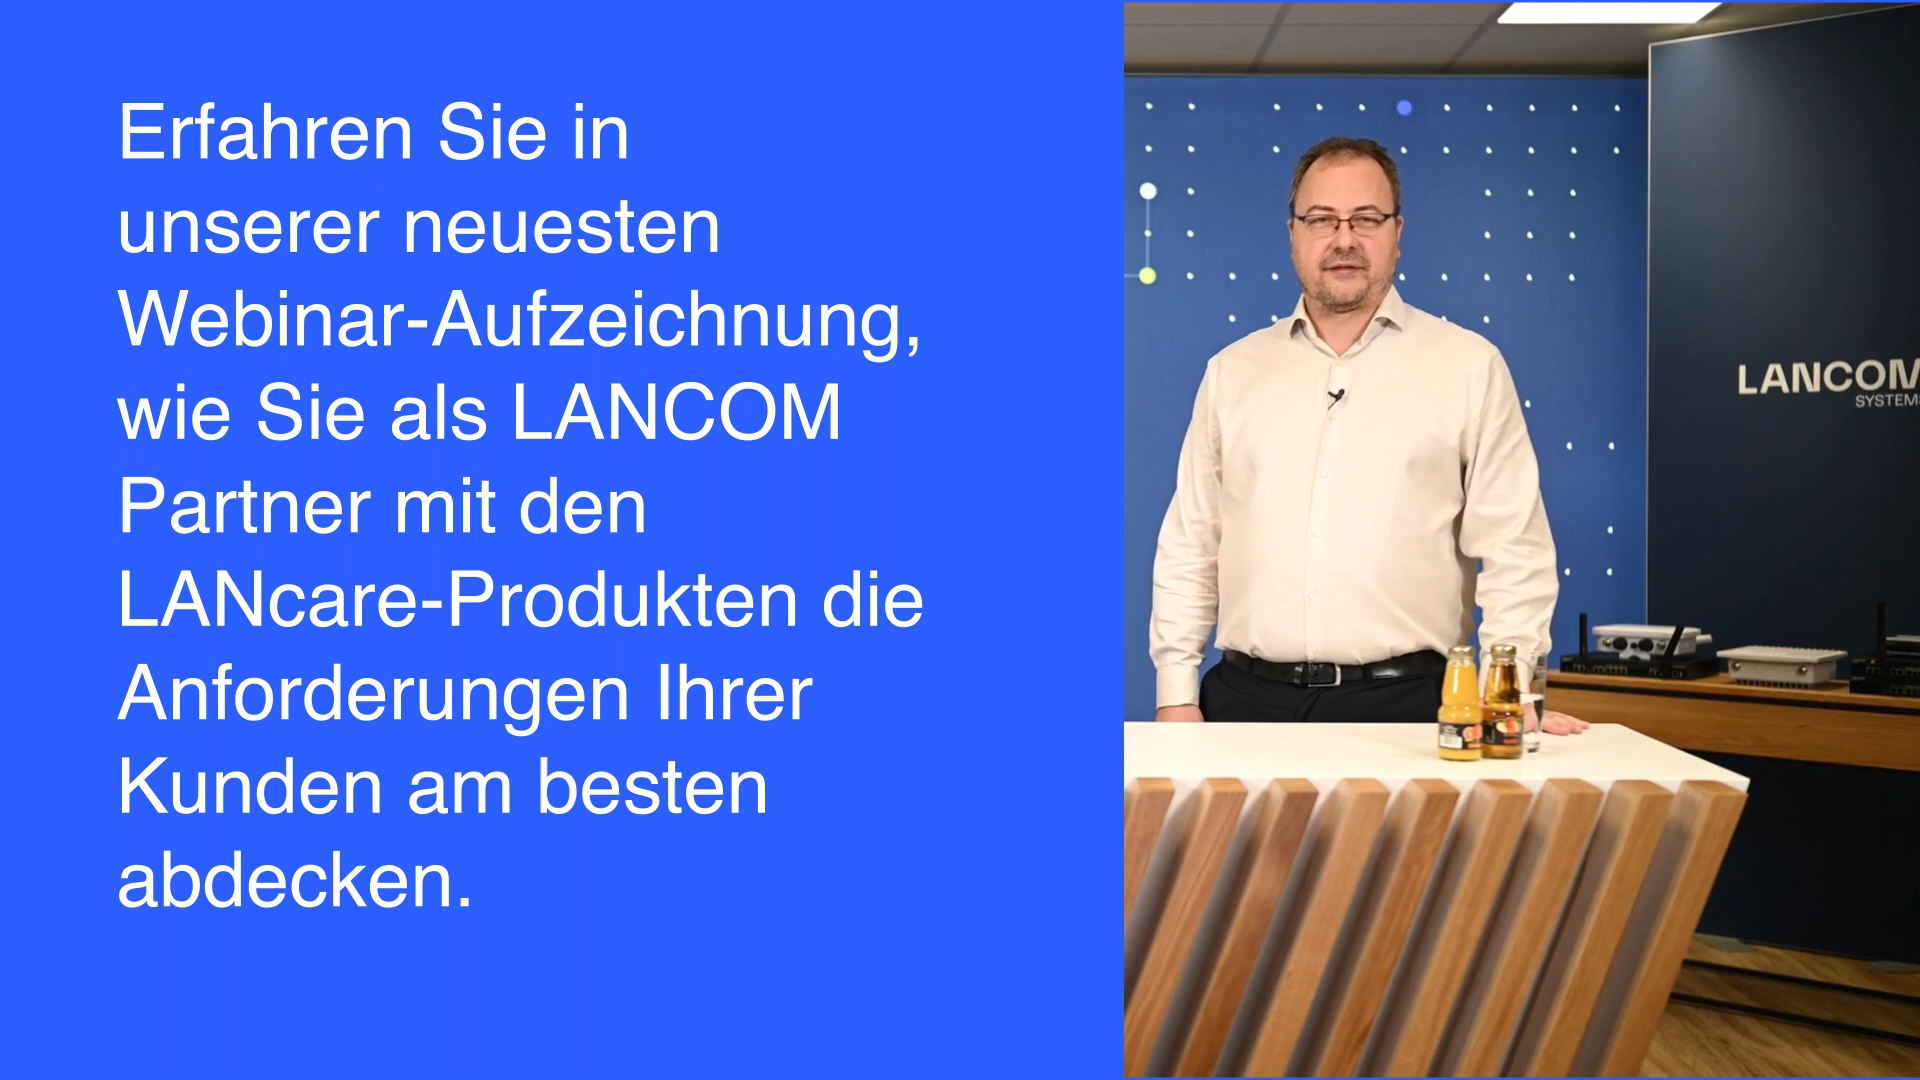 Erfahren Sie in
unserer neuesten
Webinar-Aufzeichnung,
wie Sie als LANCOM
Partner mit den
LANcare-Produkten die
Anforderungen Ihrer
Kunden am besten
abdecken.
LANCOM
SYSTEMS